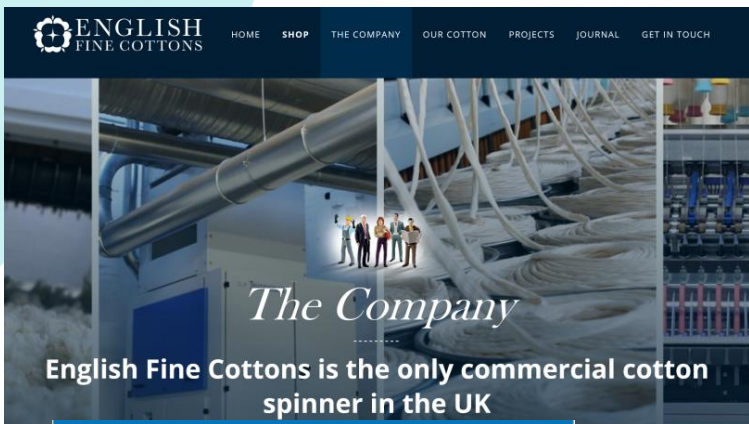 ENGLISH
FINE COTTONS
HOME SHOP THE COMPANY OUR COTTON PROJECTS JOURNAL GET IN TOUCH
The Company
English Fine Cottons is the only commercial cotton
spinner in the UK